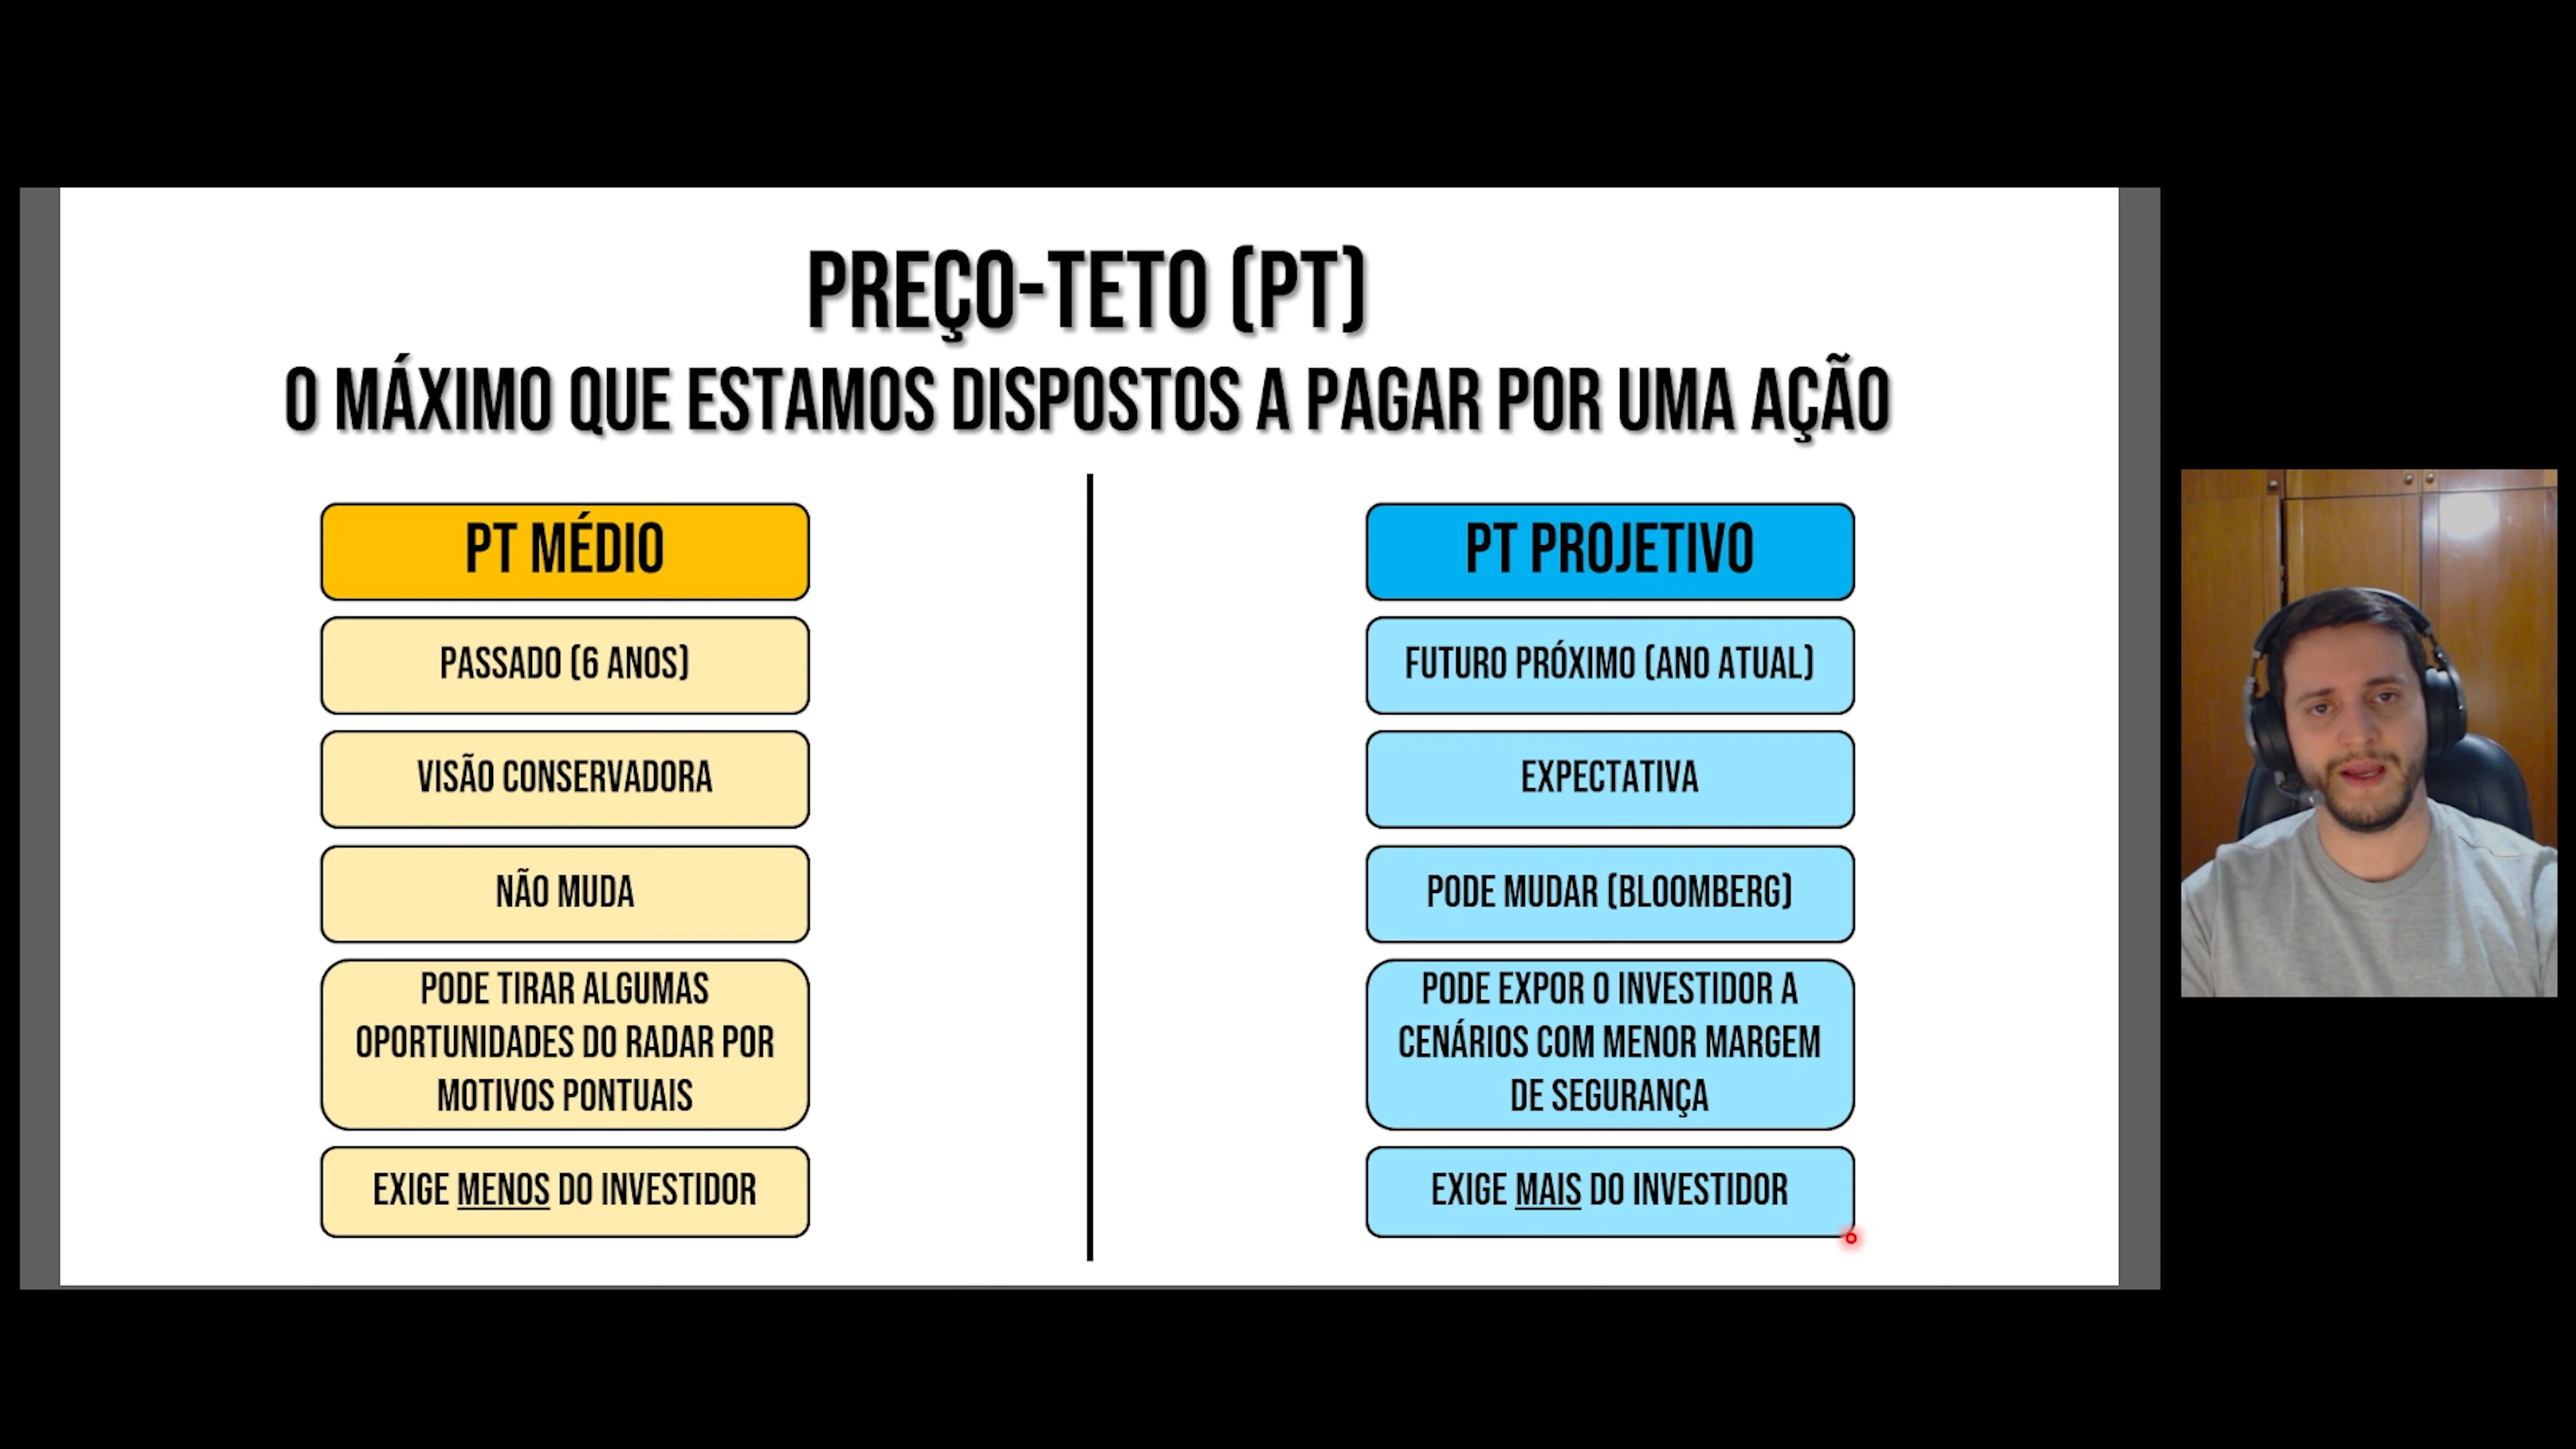 PREÇO-TETO (PT)
O MÁXIMO QUE ESTAMOS DISPOSTOS A PAGAR POR UMA AÇÃO
PT MÉDIO
PASSADO (6 ANOS)
VISÃO CONSERVADORA
NÃO MUDA
PODE TIRAR ALGUMAS
OPORTUNIDADES DO RADAR POR
MOTIVOS PONTUAIS
EXIGE MENOS DO INVESTIDOR
PT PROJETIVO
FUTURO PRÓXIMO (ANO ATUAL)
EXPECTATIVA
PODE MUDAR (BLOOMBERG)
PODE EXPOR O INVESTIDOR A
CENÁRIOS COM MENOR MARGEM
DE SEGURANÇA
EXIGE MAIS DO INVESTIDOR